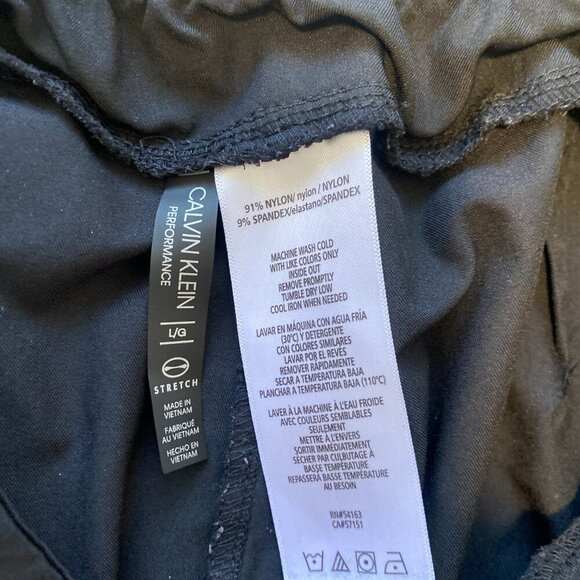 CALVIN KLEIN
PERFORMANCE
L/G
STRETCH
MADE IN
VIETNAM
FABRIQUÉ
AU VIETNAM
HECHO EN
VIETNAM
91% NYLON/ nylon / NYLON
9% SPANDEX/elastano/SPANDEX
MACHINE WASH COLD
WITH LIKE COLORS ONLY
INSIDE OUT
REMOVE PROMPTLY
TUMBLE DRY LOW
COOL IRON WHEN NEEDED
LAVAR EN MÁQUINA CON AGUA FRÍA
(30°C) Y DETERGENTE
CON COLORES SIMILARES
LAVAR POR EL REVÉS
REMOVER RÁPIDAMENTE
SECAR A TEMPERATURA BAJA
PLANCHAR A TEMPERATURA BAJA (110°C)
LAVER À LA MACHINE À L'EAU FROIDE
AVEC COULEURS SEMBLABLES
SEULEMENT
METTRE À L'ENVERS
SORTIR IMMÉDIATEMENT
SÉCHER PAR CULBUTAGE À
BASSE TEMPÉRATURE
REPASSERÀ BASSE TEMPÉRATURE
AU BESOIN
RN#54163
CA#57151